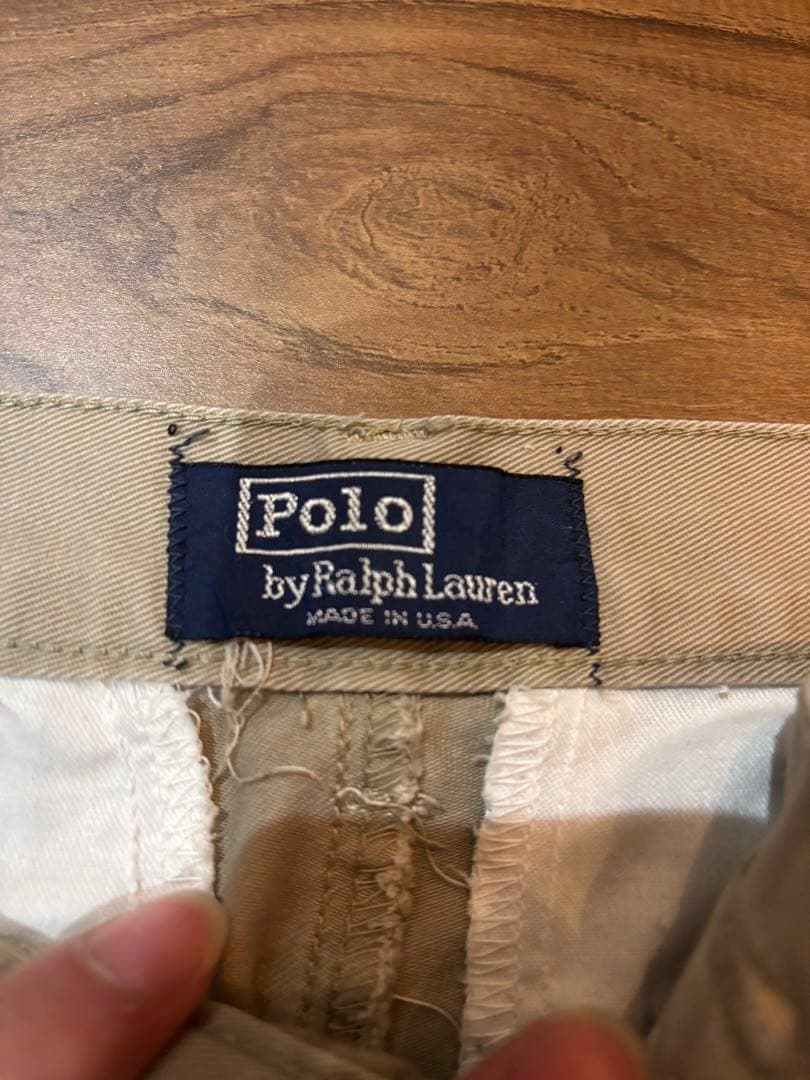 Polo
by Ralph Lauren
MADE IN U.S.A.